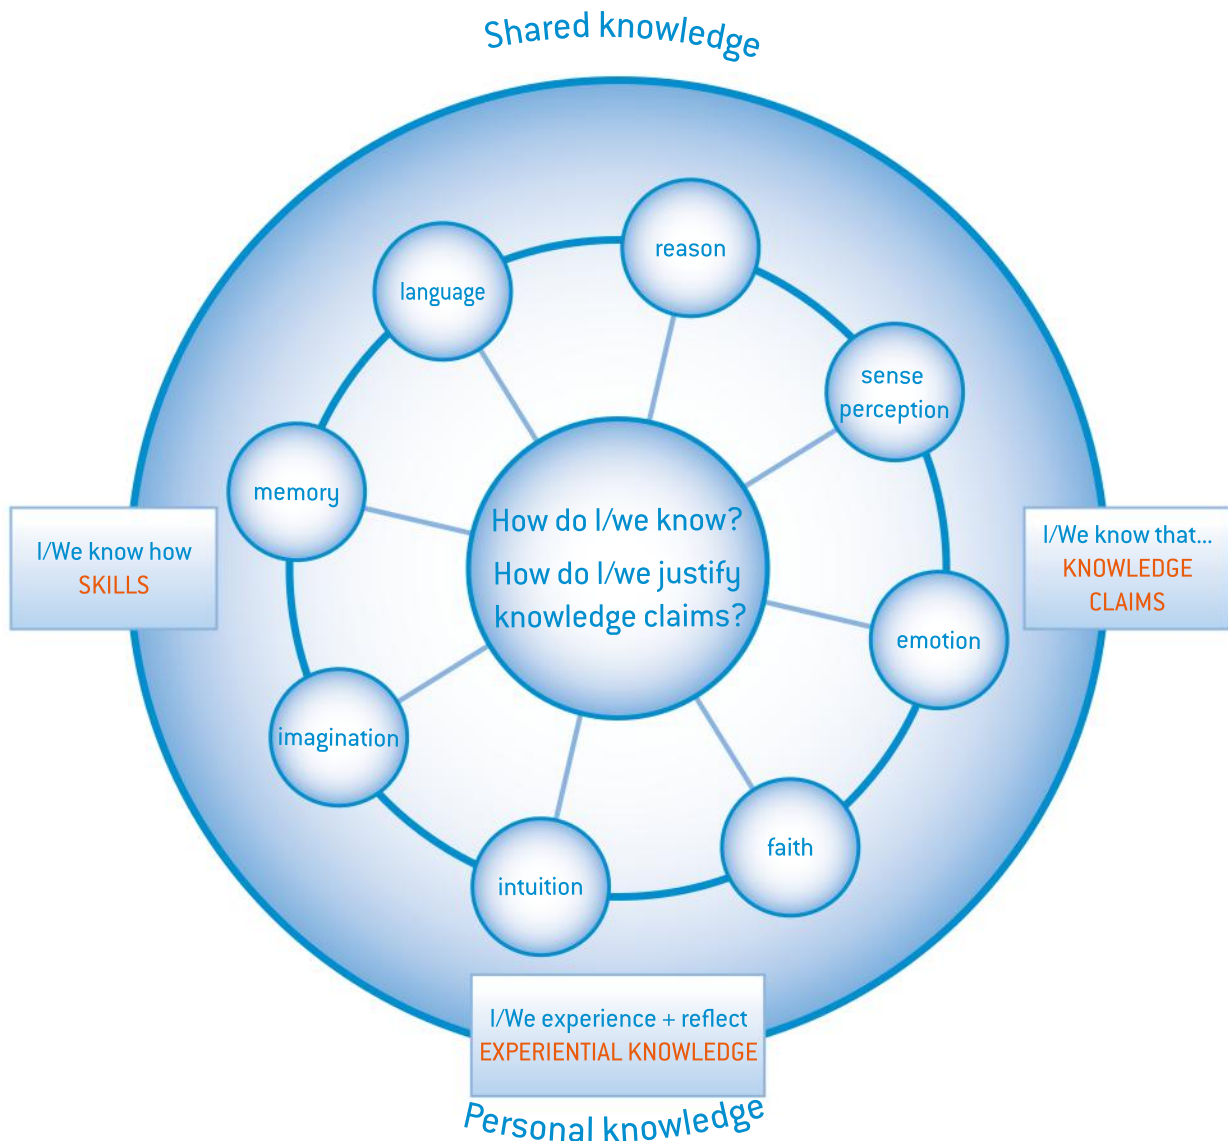 Shared knowledge
reason
language
sense
perception
memory
How do I/we know?
How do I/we justify
knowledge claims?
I/We know how
SKILLS
I/We know that...
KNOWLEDGE
CLAIMS
emotion
imagination
faith
intuition
I/We experience + reflect
EXPERIENTIAL KNOWLEDGE
Personal knowledge